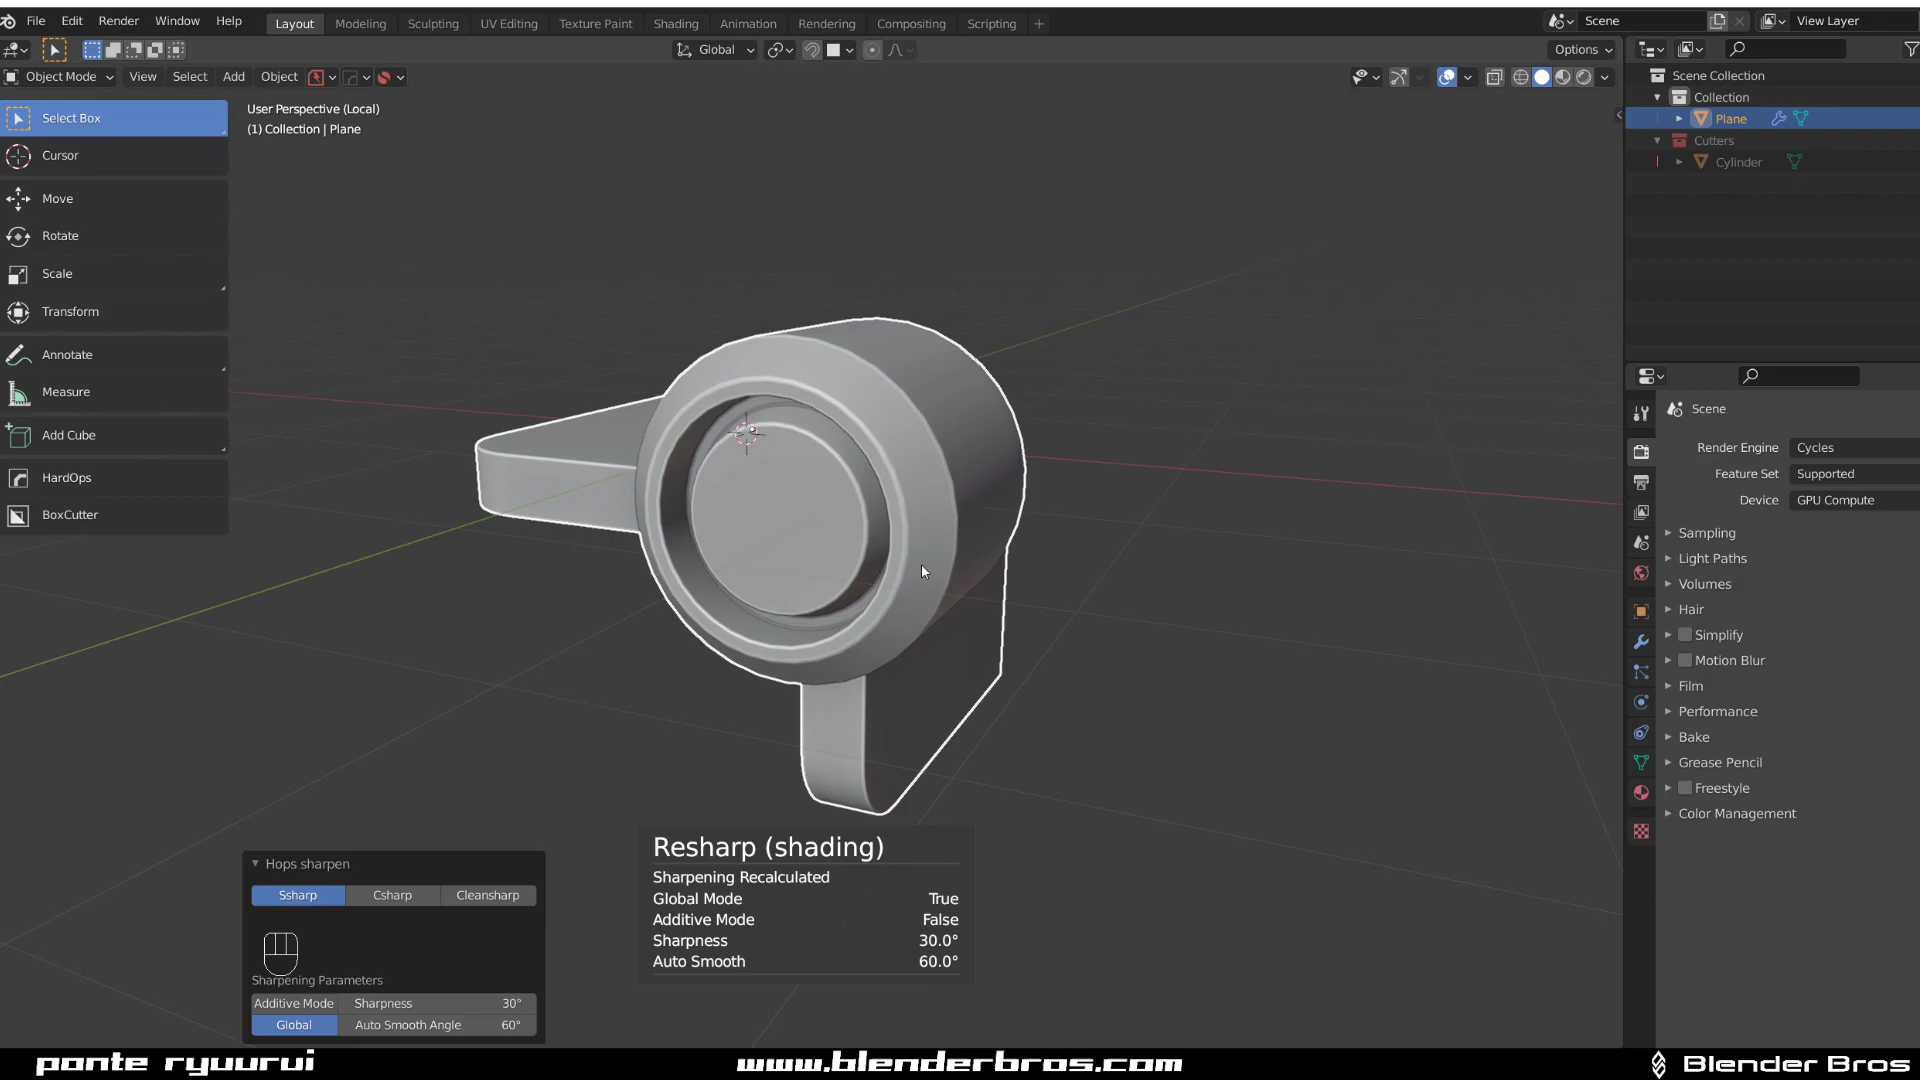 File Edit Render Window Help Layout Modeling Sculpting UV Editing Texture Paint Shading Animation Rendering Compositing Scripting + Scene View Layer
Global Options
Object Mode View Select Add Object
Select Box
Cursor
Move
Rotate
Scale
Transform
Annotate
Measure
Add Cube
HardOps
BoxCutter
User Perspective (Local)
(1) Collection | Plane
Scene Collection
Collection
Plane
Cutters
Cylinder
Scene
Render Engine Cycles
Feature Set Supported
Device GPU Compute
Sampling
Light Paths
Volumes
Hair
Simplify
Motion Blur
Film
Performance
Bake
Grease Pencil
Freestyle
Color Management
Hops sharpen
Ssharp Csharp Cleansharp
Sharpening Parameters
Additive Mode Sharpness 30°
Global Auto Smooth Angle 60°
Resharp (shading)
Sharpening Recalculated
Global Mode True
Additive Mode False
Sharpness 30.0°
Auto Smooth 60.0°
ponte ryuurui www.blenderbros.com Blender Bros